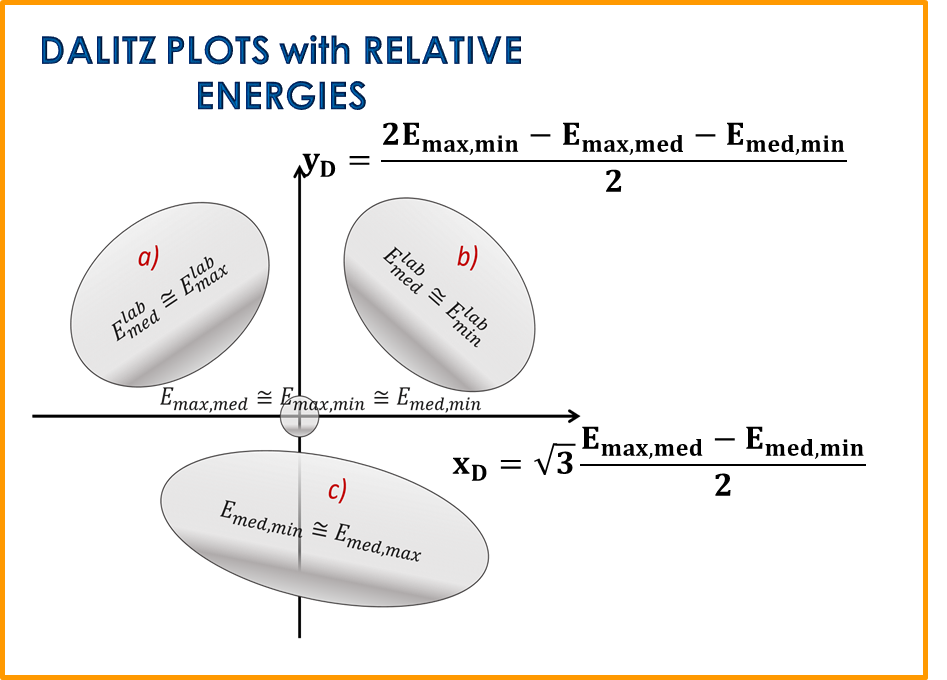 DALITZ PLOTS with RELATIVE
ENERGIES
y_D = (2E_max,min − E_max,med − E_med,min) / 2
a)
E^lab_med ≅ E^lab_max
b)
E^lab_med ≅ E^lab_min
E_max,med ≅ E_max,min ≅ E_med,min
x_D = √3 (E_max,med − E_med,min) / 2
c)
E_med,min ≅ E_med,max